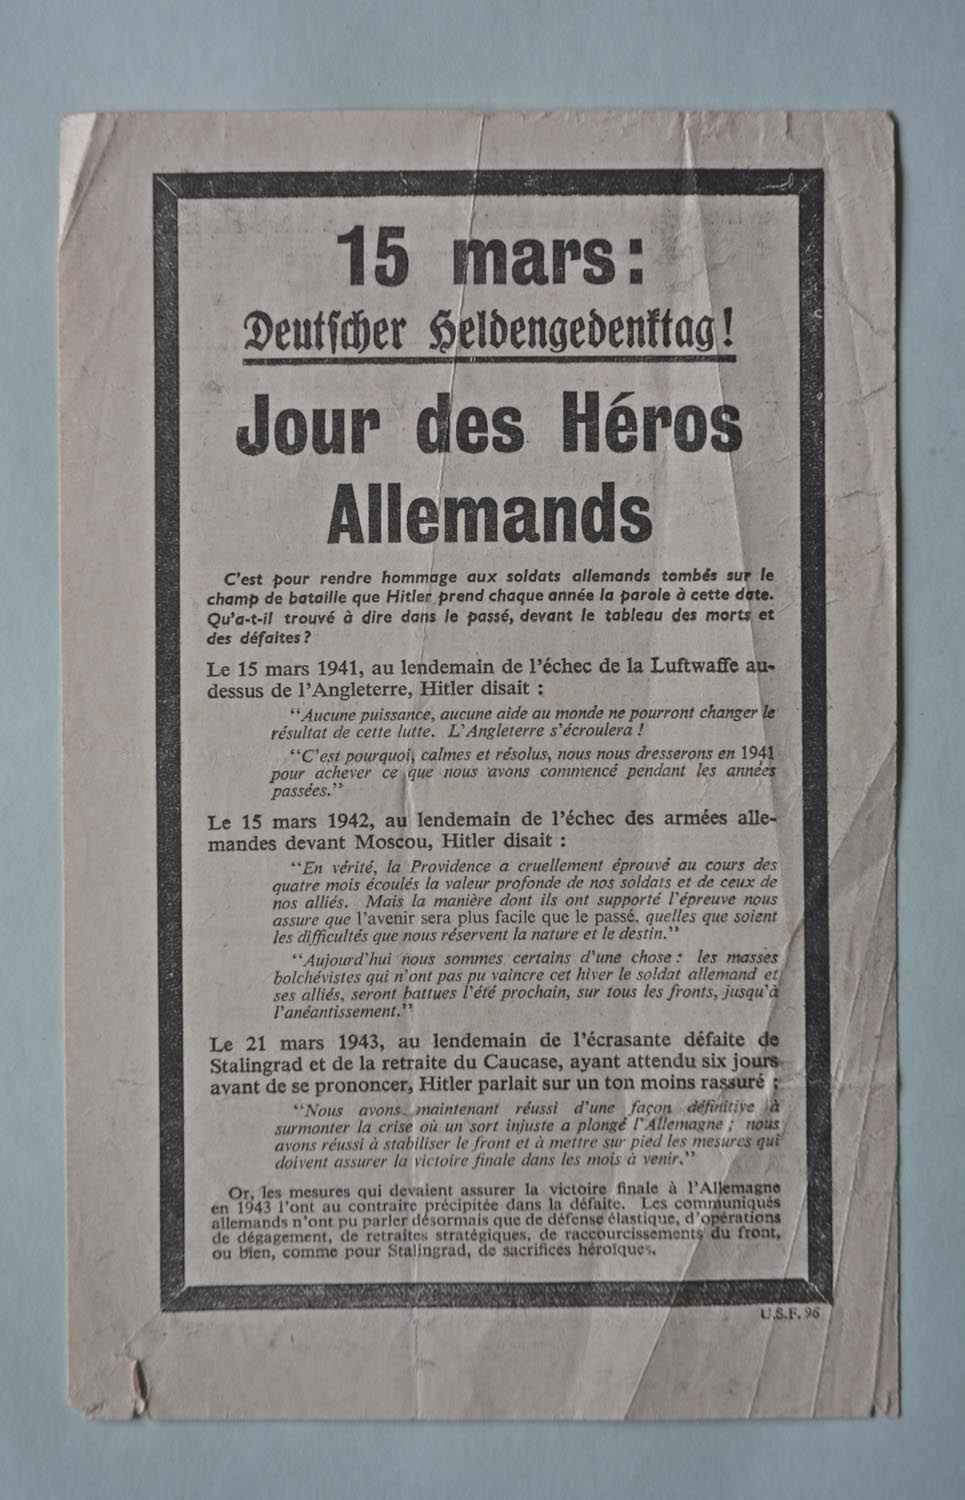 15 mars:
Deutscher Heldengedenktag!
Jour des Héros
Allemands
C'est pour rendre hommage aux soldats allemands tombés sur le
champ de bataille que Hitler prend chaque année la parole à cette date.
Qu'a-t-il trouvé à dire dans le passé, devant le tableau des morts et
des défaites?
Le 15 mars 1941, au lendemain de l'échec de la Luftwaffe au-
dessus de l'Angleterre, Hitler disait :
“Aucune puissance, aucune aide au monde ne pourront changer le
résultat de cette lutte. L'Angleterre s'écroulera !
“C'est pourquoi, calmes et résolus, nous nous dresserons en 1941
pour achever ce que nous avons commencé pendant les années
passées.”
Le 15 mars 1942, au lendemain de l'échec des armées alle-
mandes devant Moscou, Hitler disait :
“En vérité, la Providence a cruellement éprouvé au cours des
quatre mois écoulés la valeur profonde de nos soldats et de ceux de
nos alliés. Mais la manière dont ils ont supporté l'épreuve nous
assure que l'avenir sera plus facile que le passé, quelles que soient
les difficultés que nous réservent la nature et le destin.”
“Aujourd'hui nous sommes certains d'une chose : les masses
bolchévistes qui n'ont pas pu vaincre cet hiver le soldat allemand et
ses alliés, seront battues l'été prochain, sur tous les fronts, jusqu'à
l'anéantissement.”
Le 21 mars 1943, au lendemain de l'écrasante défaite de
Stalingrad et de la retraite du Caucase, ayant attendu six jours
avant de se prononcer, Hitler parlait sur un ton moins rassuré :
“Nous avons maintenant réussi d'une façon définitive à
surmonter la crise où un sort injuste a plongé l'Allemagne ; nous
avons réussi à stabiliser le front et à mettre sur pied les mesures qui
doivent assurer la victoire finale dans les mois à venir.”
Or, les mesures qui devaient assurer la victoire finale à l'Allemagne
en 1943 l'ont au contraire précipitée dans la défaite. Les communiqués
allemands n'ont pu parler désormais que de défense élastique, d'opérations
de dégagement, de retraites stratégiques, de raccourcissements du front,
ou bien, comme pour Stalingrad, de sacrifices héroïques.
U.S.F. 96